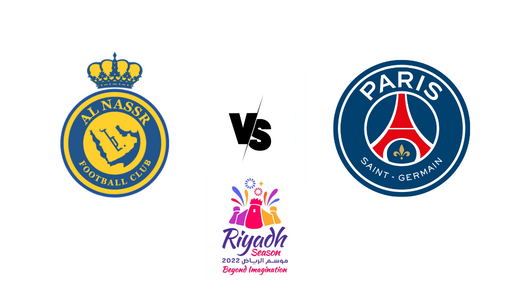 AL NASSR
FOOTBALL CLUB
VS
PARIS
SAINT - GERMAIN
Riyadh
Season
موسم الرياض 2022
Beyond Imagination